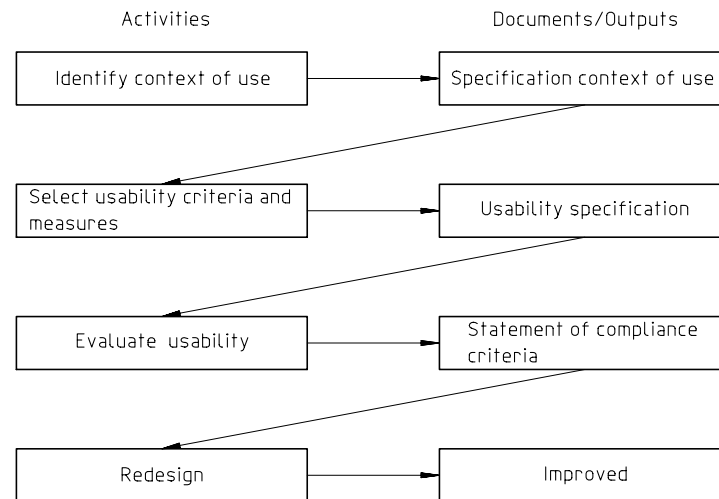 Activities
Documents/Outputs
Identify context of use
Specification context of use
Select usability criteria and
measures
Usability specification
Evaluate usability
Statement of compliance
criteria
Redesign
Improved